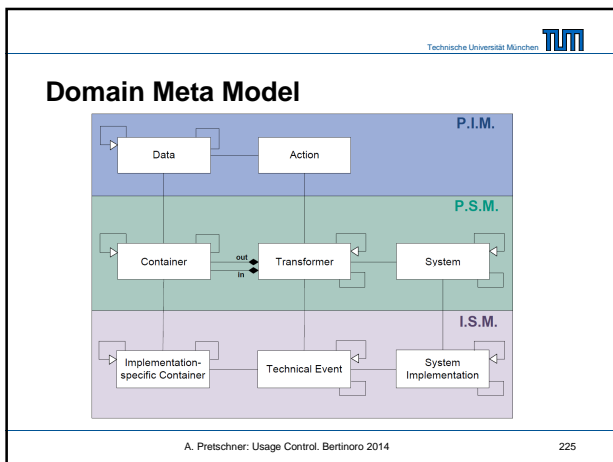 Technische Universität München
TUM
Domain Meta Model
P.I.M.
Data
Action
P.S.M.
Container
out
in
Transformer
System
I.S.M.
Implementation-
specific Container
Technical Event
System
Implementation
A. Pretschner: Usage Control. Bertinoro 2014
225